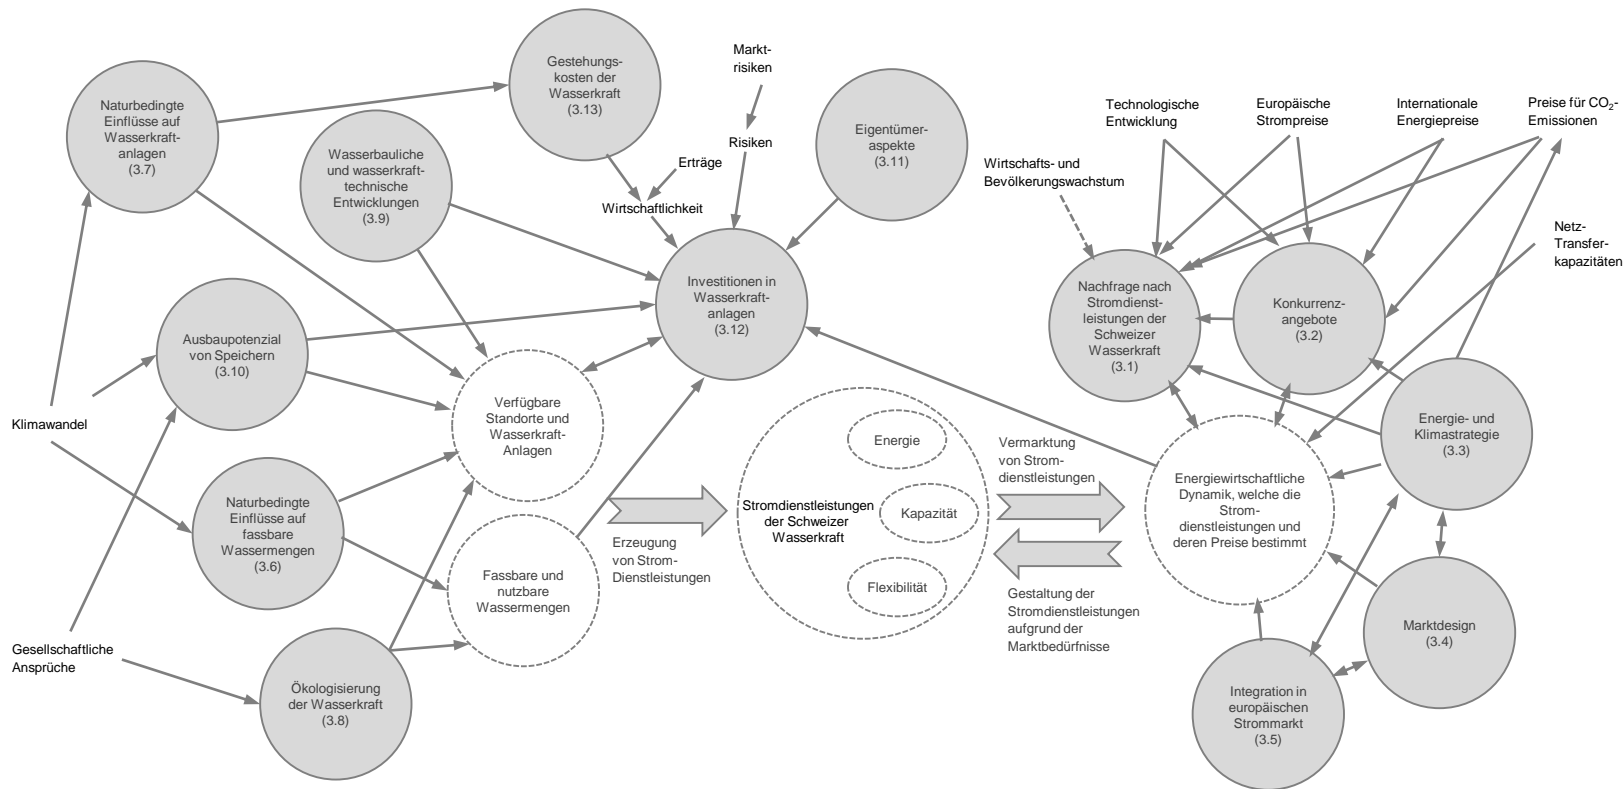 Naturbedingte
Einflüsse auf
Wasserkraft-
anlagen
(3.7)
Gestehungs-
kosten der
Wasserkraft
(3.13)
Markt-
risiken
Risiken
Erträge
Wirtschaftlichkeit
Wasserbauliche
und wasserkraft-
technische
Entwicklungen
(3.9)
Eigentümer-
aspekte
(3.11)
Investitionen in
Wasserkraft-
anlagen
(3.12)
Ausbaupotenzial
von Speichern
(3.10)
Klimawandel
Verfügbare
Standorte und
Wasserkraft-
Anlagen
Naturbedingte
Einflüsse auf
fassbare
Wassermengen
(3.6)
Fassbare und
nutzbare
Wassermengen
Gesellschaftliche
Ansprüche
Ökologisierung
der Wasserkraft
(3.8)
Erzeugung
von Strom-
Dienstleistungen
Stromdienstleistungen
der Schweizer
Wasserkraft
Energie
Kapazität
Flexibilität
Vermarktung
von Strom-
dienstleistungen
Gestaltung der
Stromdienstleistungen
aufgrund der
Marktbedürfnisse
Technologische
Entwicklung
Europäische
Strompreise
Internationale
Energiepreise
Preise für CO₂-
Emissionen
Wirtschafts- und
Bevölkerungswachstum
Netz-
Transfer-
kapazitäten
Nachfrage nach
Stromdienst-
leistungen der
Schweizer
Wasserkraft
(3.1)
Konkurrenz-
angebote
(3.2)
Energie- und
Klimastrategie
(3.3)
Energiewirtschaftliche
Dynamik, welche die
Strom-
dienstleistungen und
deren Preise bestimmt
Marktdesign
(3.4)
Integration in
europäischen
Strommarkt
(3.5)